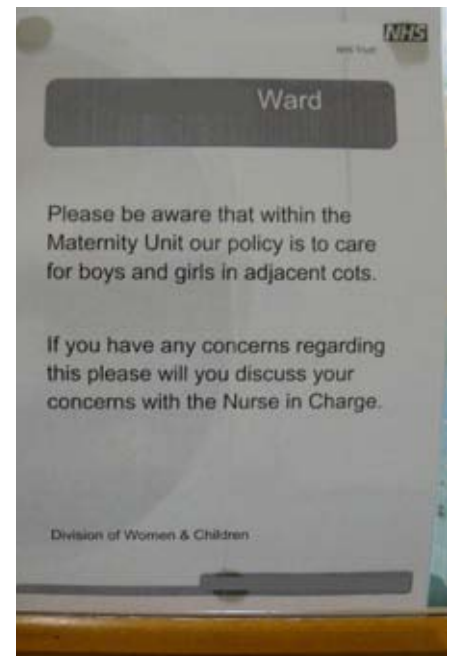 NHS
NHS Trust
Ward
Please be aware that within the
Maternity Unit our policy is to care
for boys and girls in adjacent cots.
If you have any concerns regarding
this please will you discuss your
concerns with the Nurse in Charge.
Division of Women & Children